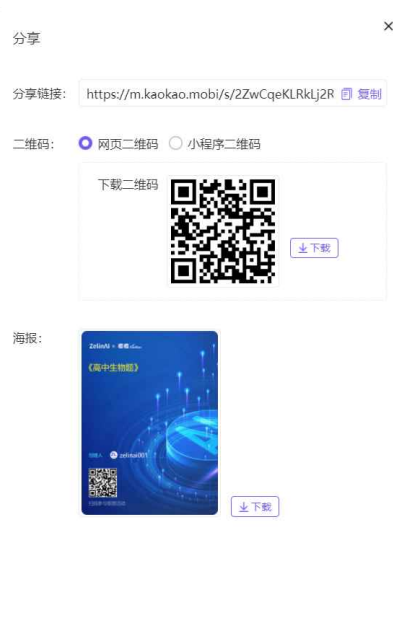 分享
分享链接： https://m.kaokao.mobi/s/2ZwCqeKLRkLj2R 复制
二维码： 网页二维码 小程序二维码
下载二维码
下载
海报：
ZelinAI
《高中生物题》
zelinai001
下载